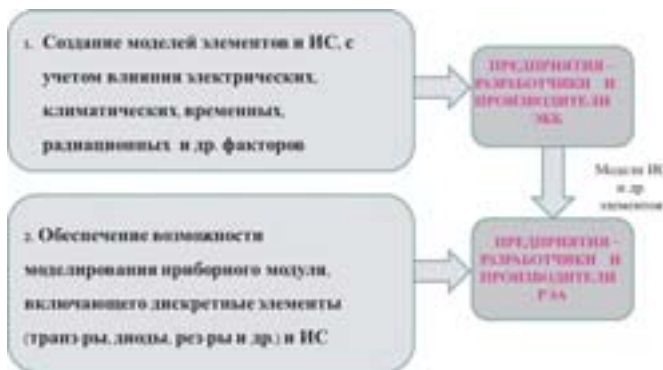 1. Создание моделей элементов и ИС, с
учетом влияния электрических,
климатических, временных,
радиационных и др. факторов
ПРЕДПРИЯТИЯ -
РАЗРАБОТЧИКИ И
ПРОИЗВОДИТЕЛИ
ЭКБ
Модели ИС
и др.
элементов
2. Обеспечение возможности
моделирования приборного модуля,
включающего дискретные элементы
(транз-ры, диоды, рез-ры и др.) и ИС
ПРЕДПРИЯТИЯ -
РАЗРАБОТЧИКИ И
ПРОИЗВОДИТЕЛИ
РЭА